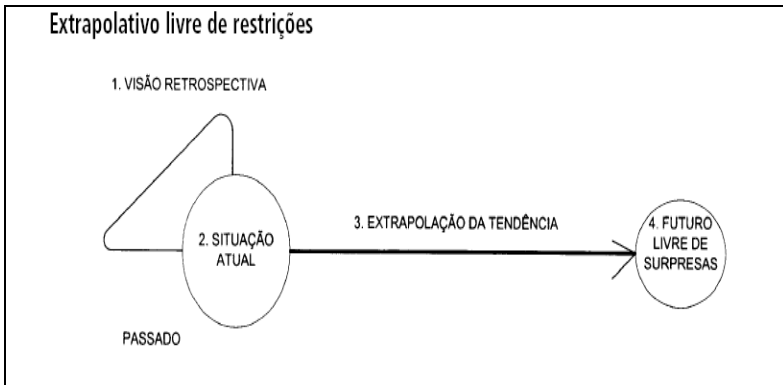 Extrapolativo livre de restrições
1. VISÃO RETROSPECTIVA
2. SITUAÇÃO
ATUAL
3. EXTRAPOLAÇÃO DA TENDÊNCIA
4. FUTURO
LIVRE DE
SURPRESAS
PASSADO